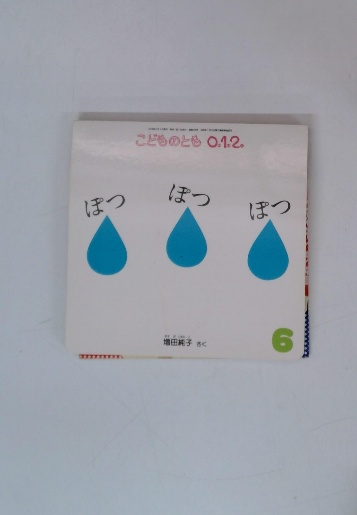 こどものとも 0.1.2.
ぽつ
ぽつ
ぽつ
増田純子 さく
6